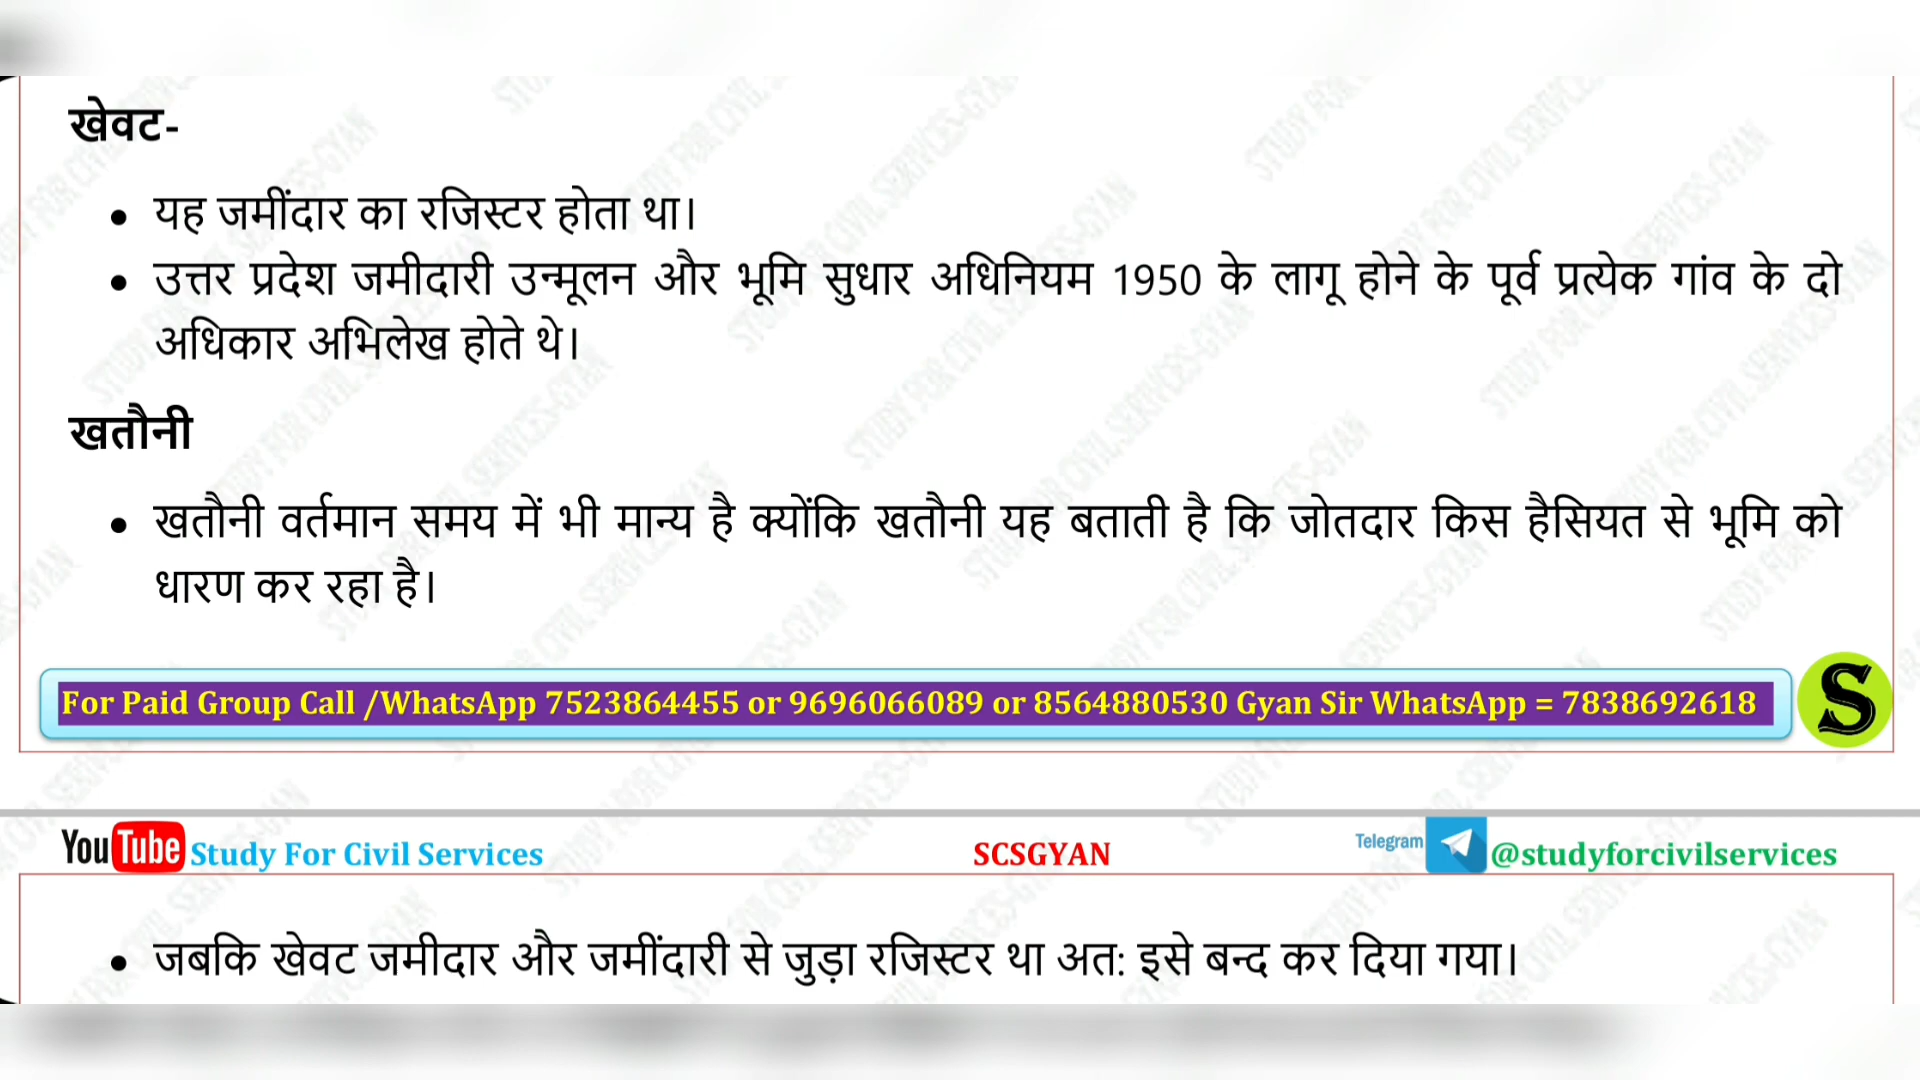 खेवट-
• यह जमींदार का रजिस्टर होता था।
• उत्तर प्रदेश जमीदारी उन्मूलन और भूमि सुधार अधिनियम 1950 के लागू होने के पूर्व प्रत्येक गांव के दो
अधिकार अभिलेख होते थे।
खतौनी
• खतौनी वर्तमान समय में भी मान्य है क्योंकि खतौनी यह बताती है कि जोतदार किस हैसियत से भूमि को
धारण कर रहा है।
For Paid Group Call /WhatsApp 7523864455 or 9696066089 or 8564880530 Gyan Sir WhatsApp = 7838692618
S
YouTube Study For Civil Services SCSGYAN Telegram @studyforcivilservices
• जबकि खेवट जमीदार और जमींदारी से जुड़ा रजिस्टर था अत: इसे बन्द कर दिया गया।